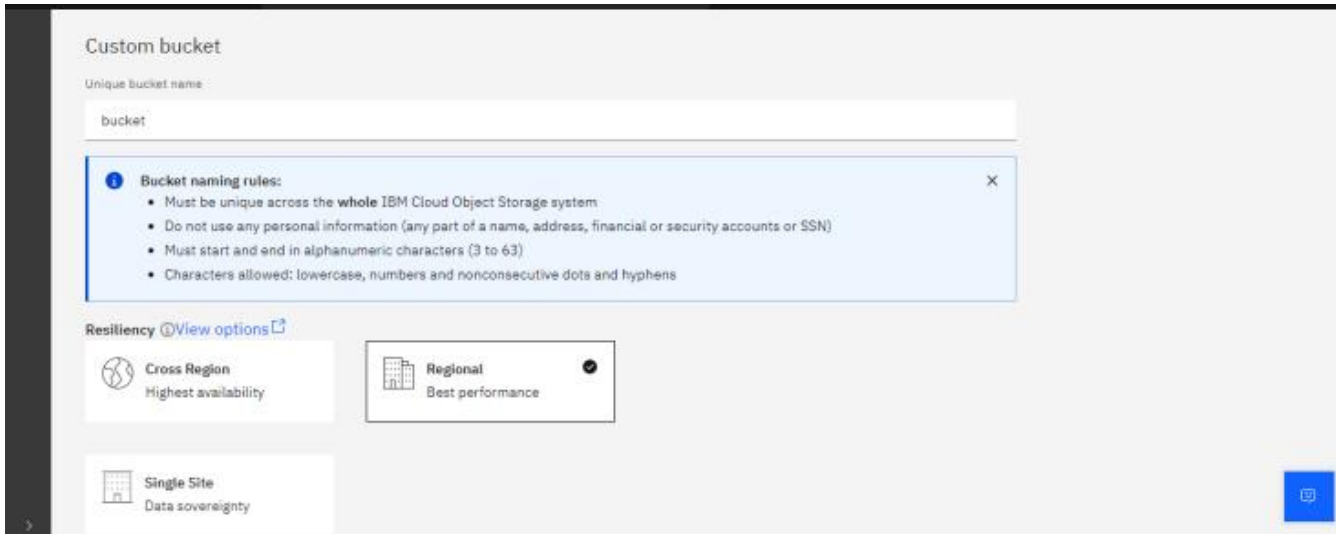 Custom bucket
Unique bucket name
bucket
Bucket naming rules:
• Must be unique across the whole IBM Cloud Object Storage system
• Do not use any personal information (any part of a name, address, financial or security accounts or SSN)
• Must start and end in alphanumeric characters (3 to 63)
• Characters allowed: lowercase, numbers and nonconsecutive dots and hyphens
Resiliency View options
Cross Region
Highest availability
Regional
Best performance
Single Site
Data sovereignty